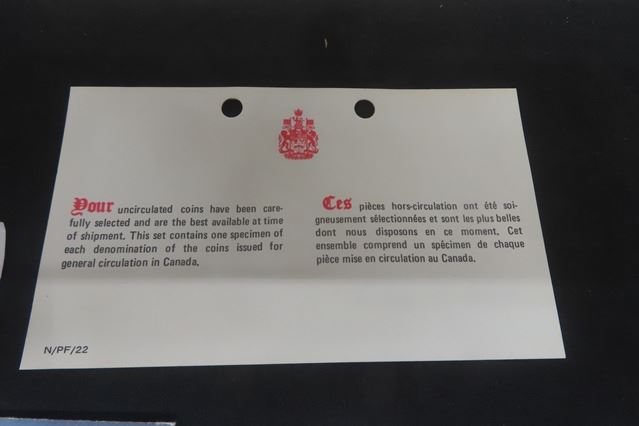 Your uncirculated coins have been care-
fully selected and are the best available at time
of shipment. This set contains one specimen of
each denomination of the coins issued for
general circulation in Canada.
Ces pièces hors-circulation ont été soi-
gneusement sélectionnées et sont les plus belles
dont nous disposons en ce moment. Cet
ensemble comprend un spécimen de chaque
pièce mise en circulation au Canada.
N/PF/22